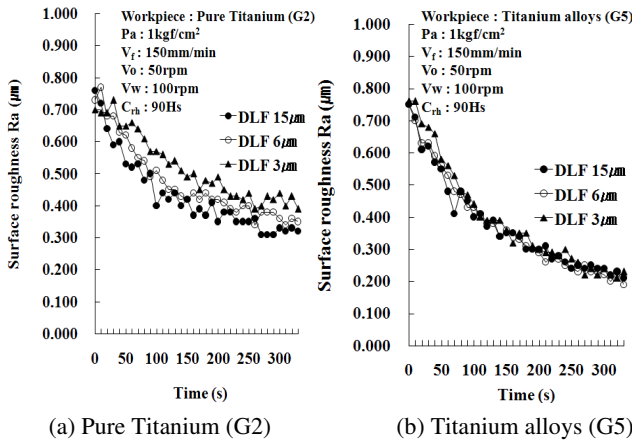 Workpiece : Pure Titanium (G2)
Pa : 1kgf/cm²
V_f : 150mm/min
Vo : 50rpm
Vw : 100rpm
C_rh : 90Hs
DLF 15㎛
DLF 6㎛
DLF 3㎛
Surface roughness Ra (㎛)
1.000
0.900
0.800
0.700
0.600
0.500
0.400
0.300
0.200
0.100
0.000
0 50 100 150 200 250 300
Time (s)
(a) Pure Titanium (G2)
Workpiece : Titanium alloys (G5)
Pa : 1kgf/cm²
V_f : 150mm/min
Vo : 50rpm
Vw : 100rpm
C_rh : 90Hs
DLF 15㎛
DLF 6㎛
DLF 3㎛
Surface roughness Ra (㎛)
1.000
0.900
0.800
0.700
0.600
0.500
0.400
0.300
0.200
0.100
0.000
0 50 100 150 200 250 300
Time (s)
(b) Titanium alloys (G5)